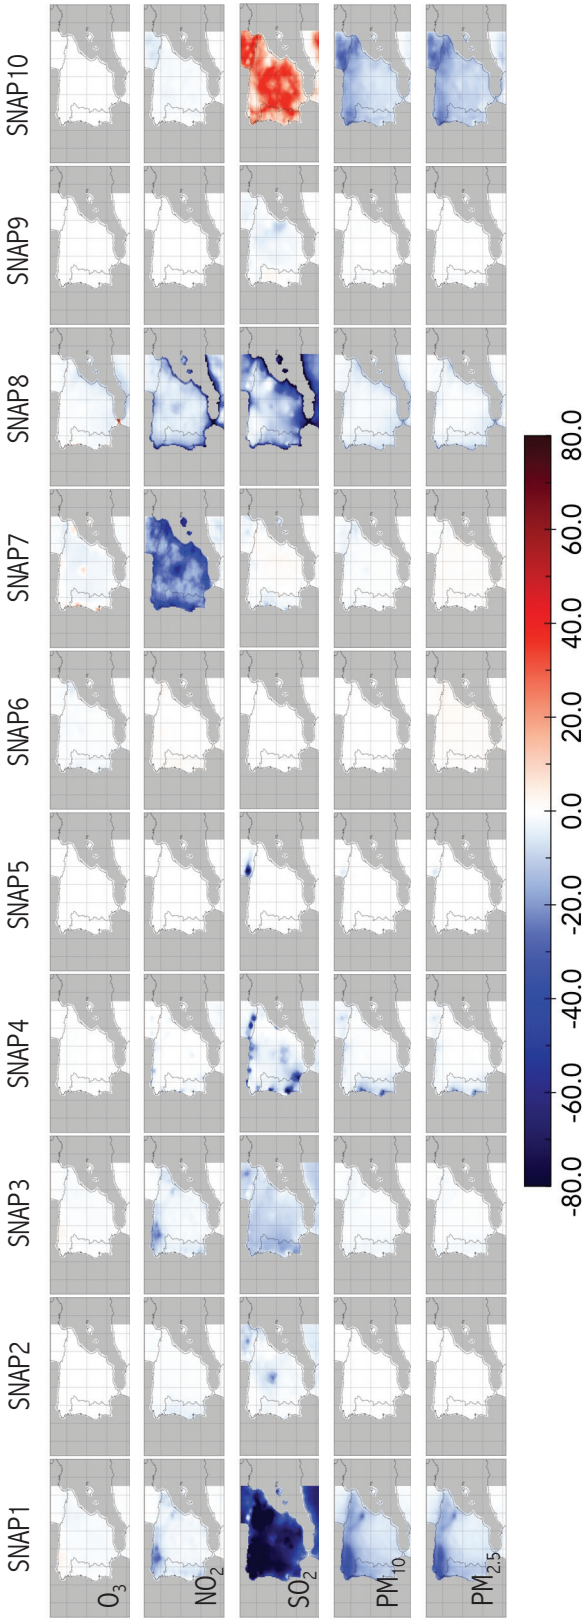 SNAP1 SNAP2 SNAP3 SNAP4 SNAP5 SNAP6 SNAP7 SNAP8 SNAP9 SNAP10
O₃
NO₂
SO₂
PM₁₀
PM₂.₅
-80.0 -60.0 -40.0 -20.0 0.0 20.0 40.0 60.0 80.0